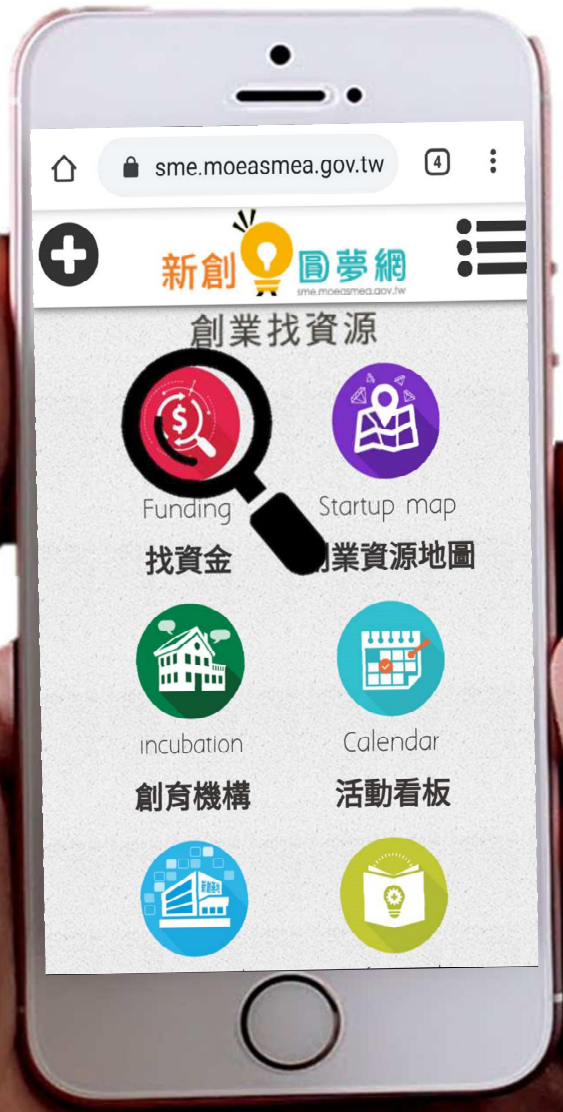 sme.moeasmea.gov.tw
4
新創圓夢網
sme.moeasmea.gov.tw
創業找資源
$
Funding
Startup map
找資金
業資源地圖
incubation
Calendar
創育機構
活動看板